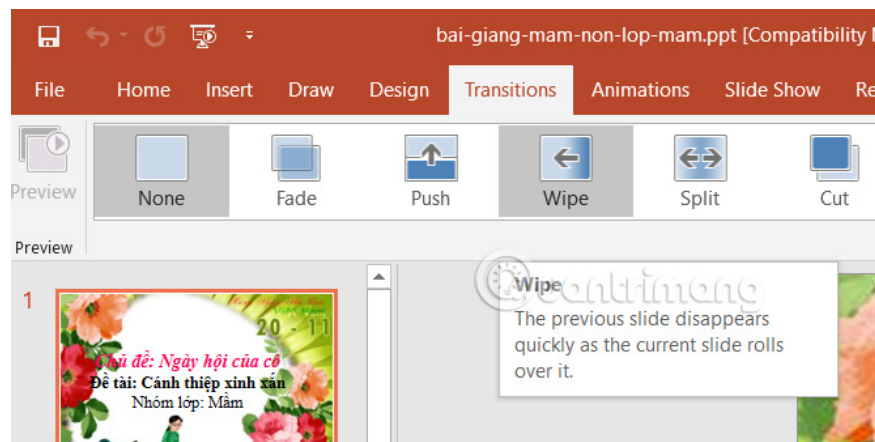 bai-giang-mam-non-lop-mam.ppt [Compatibility
File Home Insert Draw Design Transitions Animations Slide Show Re
Preview None Fade Push Wipe Split Cut
Preview
1
20 - 11
Chủ đề: Ngày hội của cô
Đề tài: Cánh thiệp xinh xắn
Nhóm lớp: Mầm
Wipe
cantrimang
The previous slide disappears
quickly as the current slide rolls
over it.